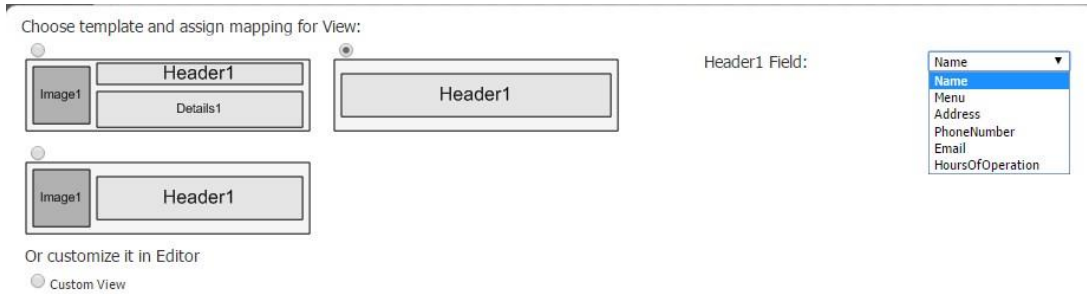 Choose template and assign mapping for View:
Header1
Image1
Details1
Header1
Image1
Header1
Or customize it in Editor
Custom View
Header1 Field:
Name
Name
Menu
Address
PhoneNumber
Email
HoursOfOperation